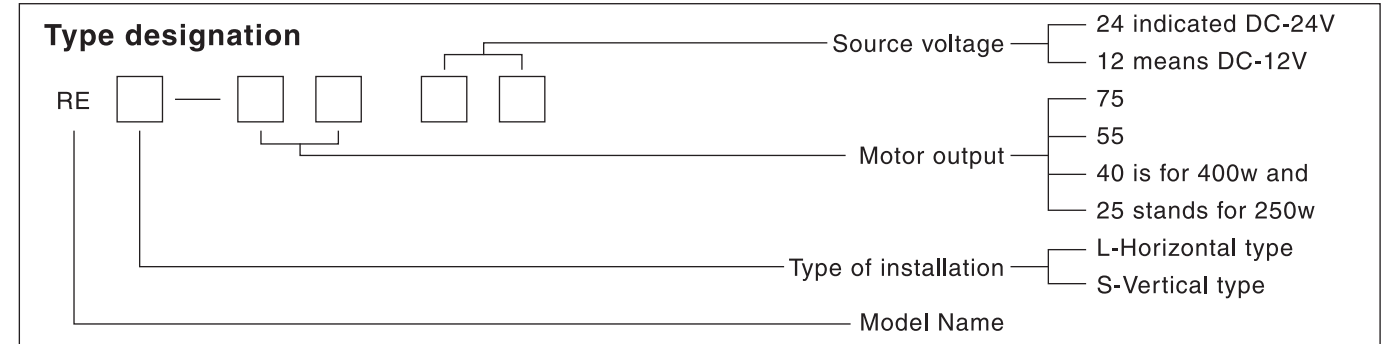 Type designation
Source voltage
24 indicated DC-24V
12 means DC-12V
RE
Motor output
75
55
40 is for 400w and
25 stands for 250w
Type of installation
L-Horizontal type
S-Vertical type
Model Name